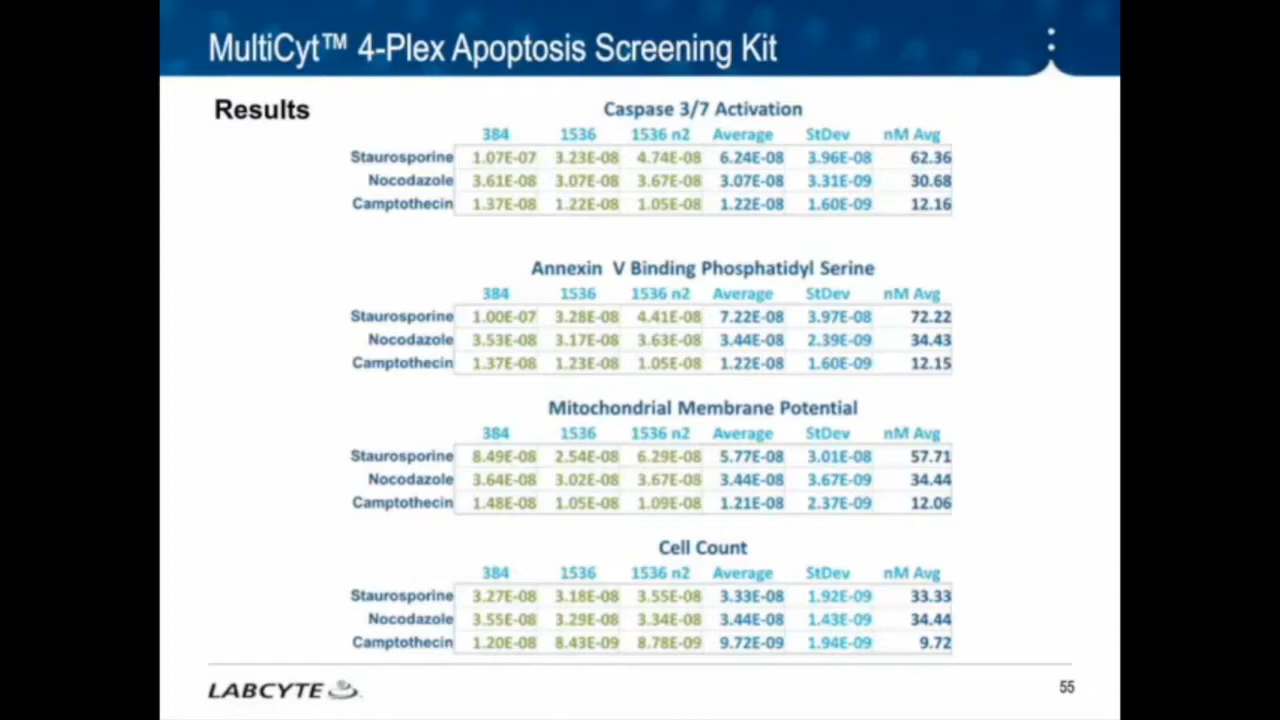 MultiCyt™ 4-Plex Apoptosis Screening Kit
Results
Caspase 3/7 Activation
384 1536 1536 n2 Average StDev nM Avg
Staurosporine 1.07E-07 3.23E-08 4.74E-08 6.24E-08 3.96E-08 62.36
Nocodazole 3.61E-08 3.07E-08 3.67E-08 3.07E-08 3.31E-09 30.68
Camptothecin 1.37E-08 1.22E-08 1.05E-08 1.22E-08 1.60E-09 12.16
Annexin V Binding Phosphatidyl Serine
384 1536 1536 n2 Average StDev nM Avg
Staurosporine 1.00E-07 3.28E-08 4.41E-08 7.22E-08 3.97E-08 72.22
Nocodazole 3.53E-08 3.17E-08 3.63E-08 3.44E-08 2.39E-09 34.43
Camptothecin 1.37E-08 1.23E-08 1.05E-08 1.22E-08 1.60E-09 12.15
Mitochondrial Membrane Potential
384 1536 1536 n2 Average StDev nM Avg
Staurosporine 8.49E-08 2.54E-08 6.29E-08 5.77E-08 3.01E-08 57.71
Nocodazole 3.64E-08 3.02E-08 3.67E-08 3.44E-08 3.67E-09 34.44
Camptothecin 1.48E-08 1.05E-08 1.09E-08 1.21E-08 2.37E-09 12.06
Cell Count
384 1536 1536 n2 Average StDev nM Avg
Staurosporine 3.27E-08 3.18E-08 3.55E-08 3.33E-08 1.92E-09 33.33
Nocodazole 3.55E-08 3.29E-08 3.34E-08 3.44E-08 1.43E-09 34.44
Camptothecin 1.20E-08 8.43E-09 8.78E-09 9.72E-09 1.94E-09 9.72
LABCYTE
55